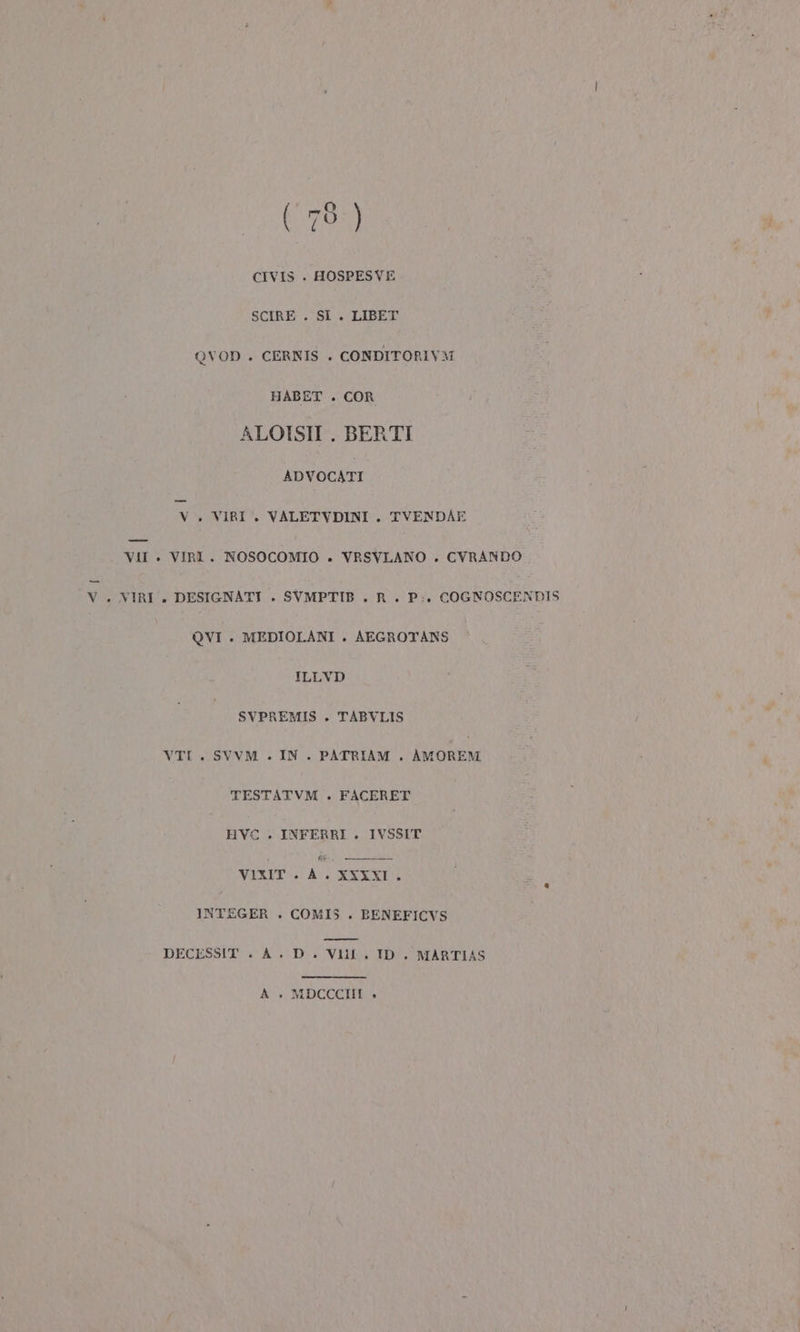 ( 78 )
CIVIS . HOSPESVE
SCIRE . SI . LIBET
QVOD . CERNIS . CONDITORIVM
HABET . COR
ALOISII . BERTI
ADVOCATI
V . VIRI . VALETVDINI . TVENDAE
VII . VIRI . NOSOCOMIO . VRSVLANO . CVRANDO
V . VIRI . DESIGNATI . SVMPTIB . R . P . COGNOSCENDIS
QVI . MEDIOLANI . AEGROTANS
ILLVD
SVPREMIS . TABVLIS
VTI . SVVM . IN . PATRIAM . AMOREM
TESTATVM . FACERET
HVC . INFERRI . IVSSIT
VIXIT . A . XXXXI .
INTEGER . COMIS . BENEFICVS
DECESSIT . A . D . VIII . ID . MARTIAS
A . MDCCCIII .